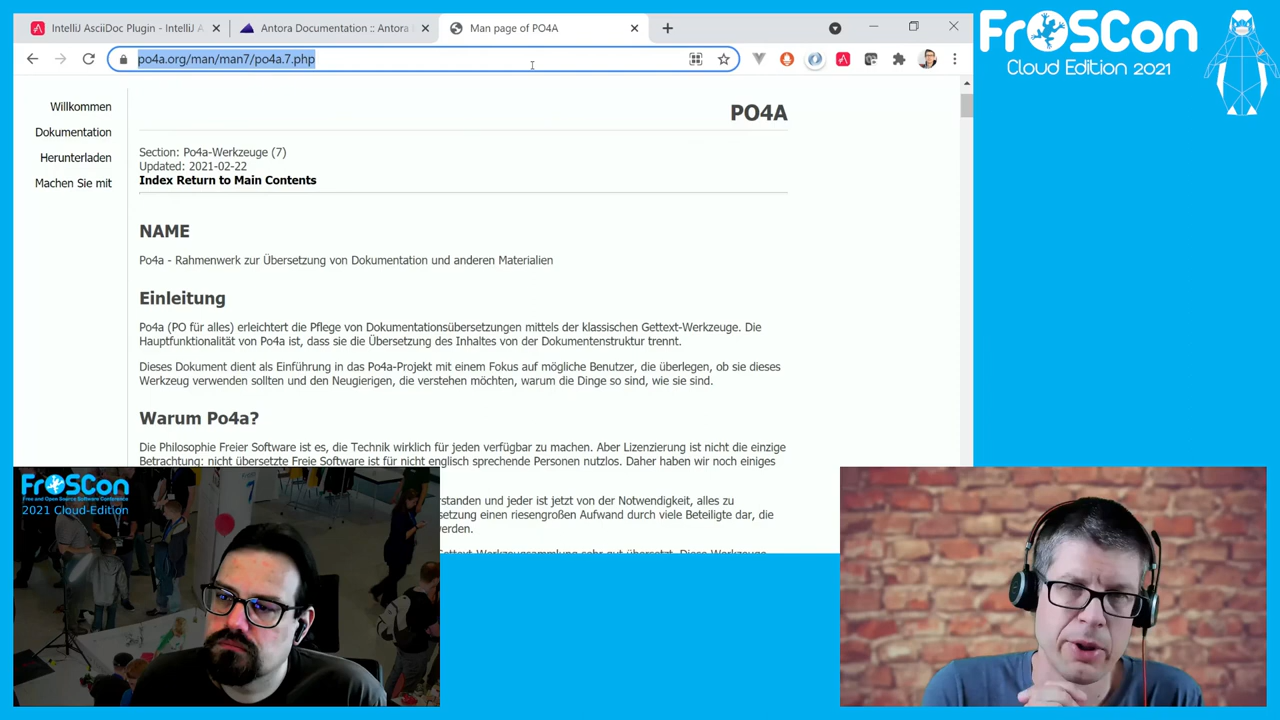 IntelliJ AsciiDoc Plugin - IntelliJ A
Antora Documentation :: Antora
Man page of PO4A
po4a.org/man/man7/po4a.7.php
FrOSCon
Cloud Edition 2021
Willkommen
Dokumentation
Herunterladen
Machen Sie mit
PO4A
Section: Po4a-Werkzeuge (7)
Updated: 2021-02-22
Index Return to Main Contents
NAME
Po4a - Rahmenwerk zur Übersetzung von Dokumentation und anderen Materialien
Einleitung
Po4a (PO für alles) erleichtert die Pflege von Dokumentationsübersetzungen mittels der klassischen Gettext-Werkzeuge. Die
Hauptfunktionalität von Po4a ist, dass sie die Übersetzung des Inhaltes von der Dokumentenstruktur trennt.
Dieses Dokument dient als Einführung in das Po4a-Projekt mit einem Fokus auf mögliche Benutzer, die überlegen, ob sie dieses
Werkzeug verwenden sollten und den Neugierigen, die verstehen möchten, warum die Dinge so sind, wie sie sind.
Warum Po4a?
Die Philosophie Freier Software ist es, die Technik wirklich für jeden verfügbar zu machen. Aber Lizenzierung ist nicht die einzige
Betrachtung: nicht übersetzte Freie Software ist für nicht englisch sprechende Personen nutzlos. Daher haben wir noch einiges
standen und jeder ist jetzt von der Notwendigkeit, alles zu
setzung einen riesengroßen Aufwand durch viele Beteiligte dar, die
werden.
FrOSCon
Free and Open Source Software Conference
2021 Cloud-Edition